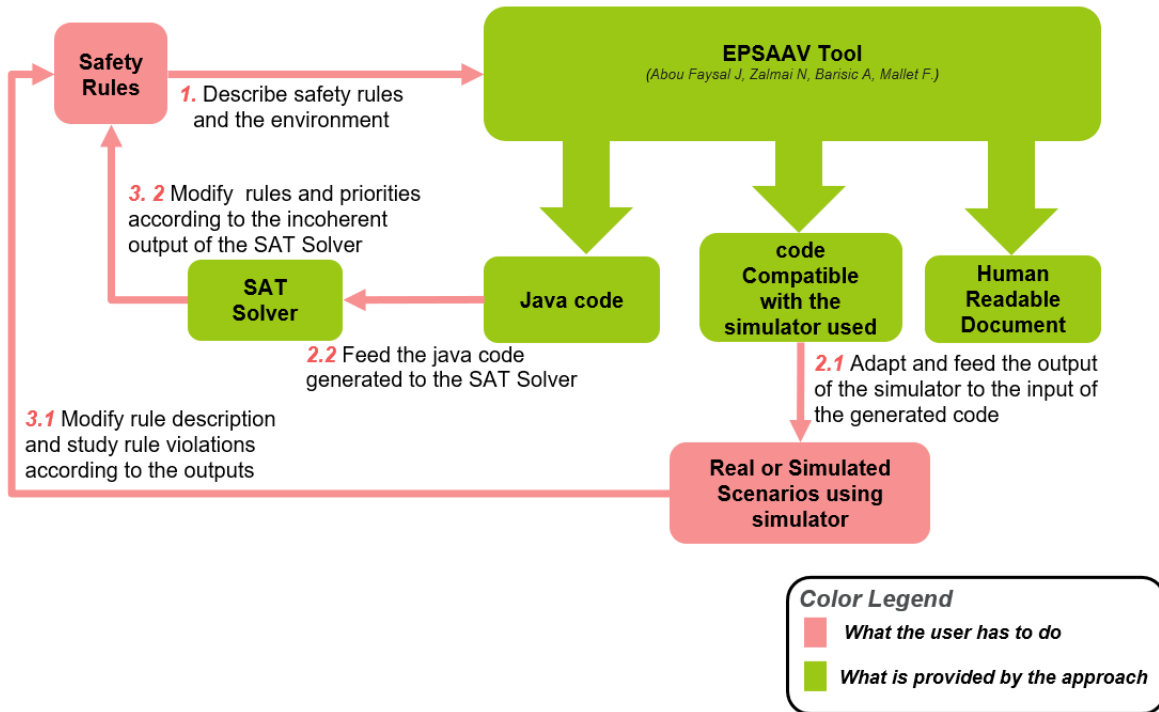 Safety
Rules
EPSAAV Tool
(Abou Faysal J, Zalmai N, Barisic A, Mallet F.)
1. Describe safety rules
and the environment
3. 2 Modify rules and priorities
according to the incoherent
output of the SAT Solver
SAT
Solver
Java code
code
Compatible
with the
simulator used
Human
Readable
Document
2.2 Feed the java code
generated to the SAT Solver
2.1 Adapt and feed the output
of the simulator to the input of
the generated code
3.1 Modify rule description
and study rule violations
according to the outputs
Real or Simulated
Scenarios using
simulator
Color Legend
What the user has to do
What is provided by the approach